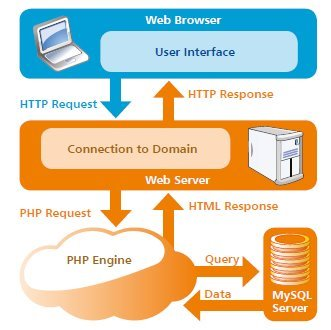 Web Browser
User Interface
HTTP Request
HTTP Response
Connection to Domain
Web Server
PHP Request
HTML Response
PHP Engine
Query
Data
MySQL
Server